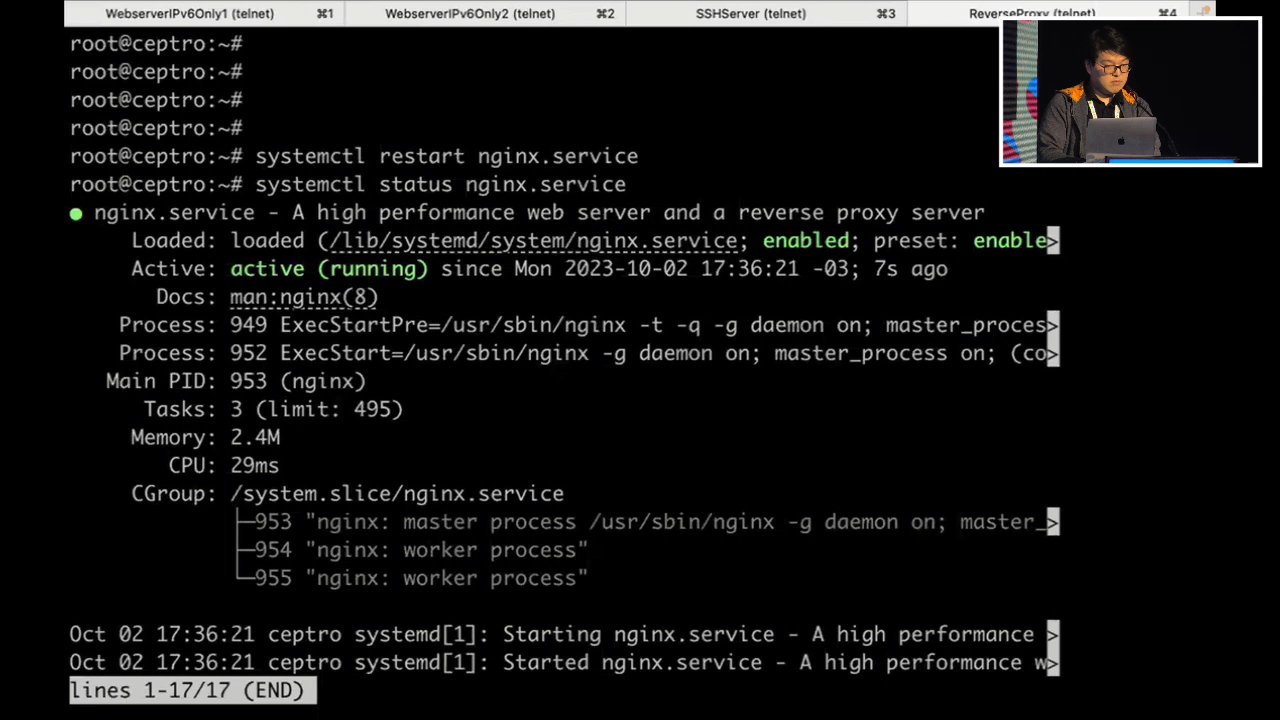 WebserverIPv6Only1 (telnet) ⌘1 WebserverIPv6Only2 (telnet) ⌘2 SSHServer (telnet) ⌘3 ReverseProxy (telnet) ⌘4
root@ceptro:~#
root@ceptro:~#
root@ceptro:~#
root@ceptro:~#
root@ceptro:~# systemctl restart nginx.service
root@ceptro:~# systemctl status nginx.service
● nginx.service - A high performance web server and a reverse proxy server
Loaded: loaded (/lib/systemd/system/nginx.service; enabled; preset: enable>
Active: active (running) since Mon 2023-10-02 17:36:21 -03; 7s ago
Docs: man:nginx(8)
Process: 949 ExecStartPre=/usr/sbin/nginx -t -q -g daemon on; master_proces>
Process: 952 ExecStart=/usr/sbin/nginx -g daemon on; master_process on; (co>
Main PID: 953 (nginx)
Tasks: 3 (limit: 495)
Memory: 2.4M
CPU: 29ms
CGroup: /system.slice/nginx.service
├─953 "nginx: master process /usr/sbin/nginx -g daemon on; master_>
├─954 "nginx: worker process"
└─955 "nginx: worker process"
Oct 02 17:36:21 ceptro systemd[1]: Starting nginx.service - A high performance >
Oct 02 17:36:21 ceptro systemd[1]: Started nginx.service - A high performance w>
lines 1-17/17 (END)